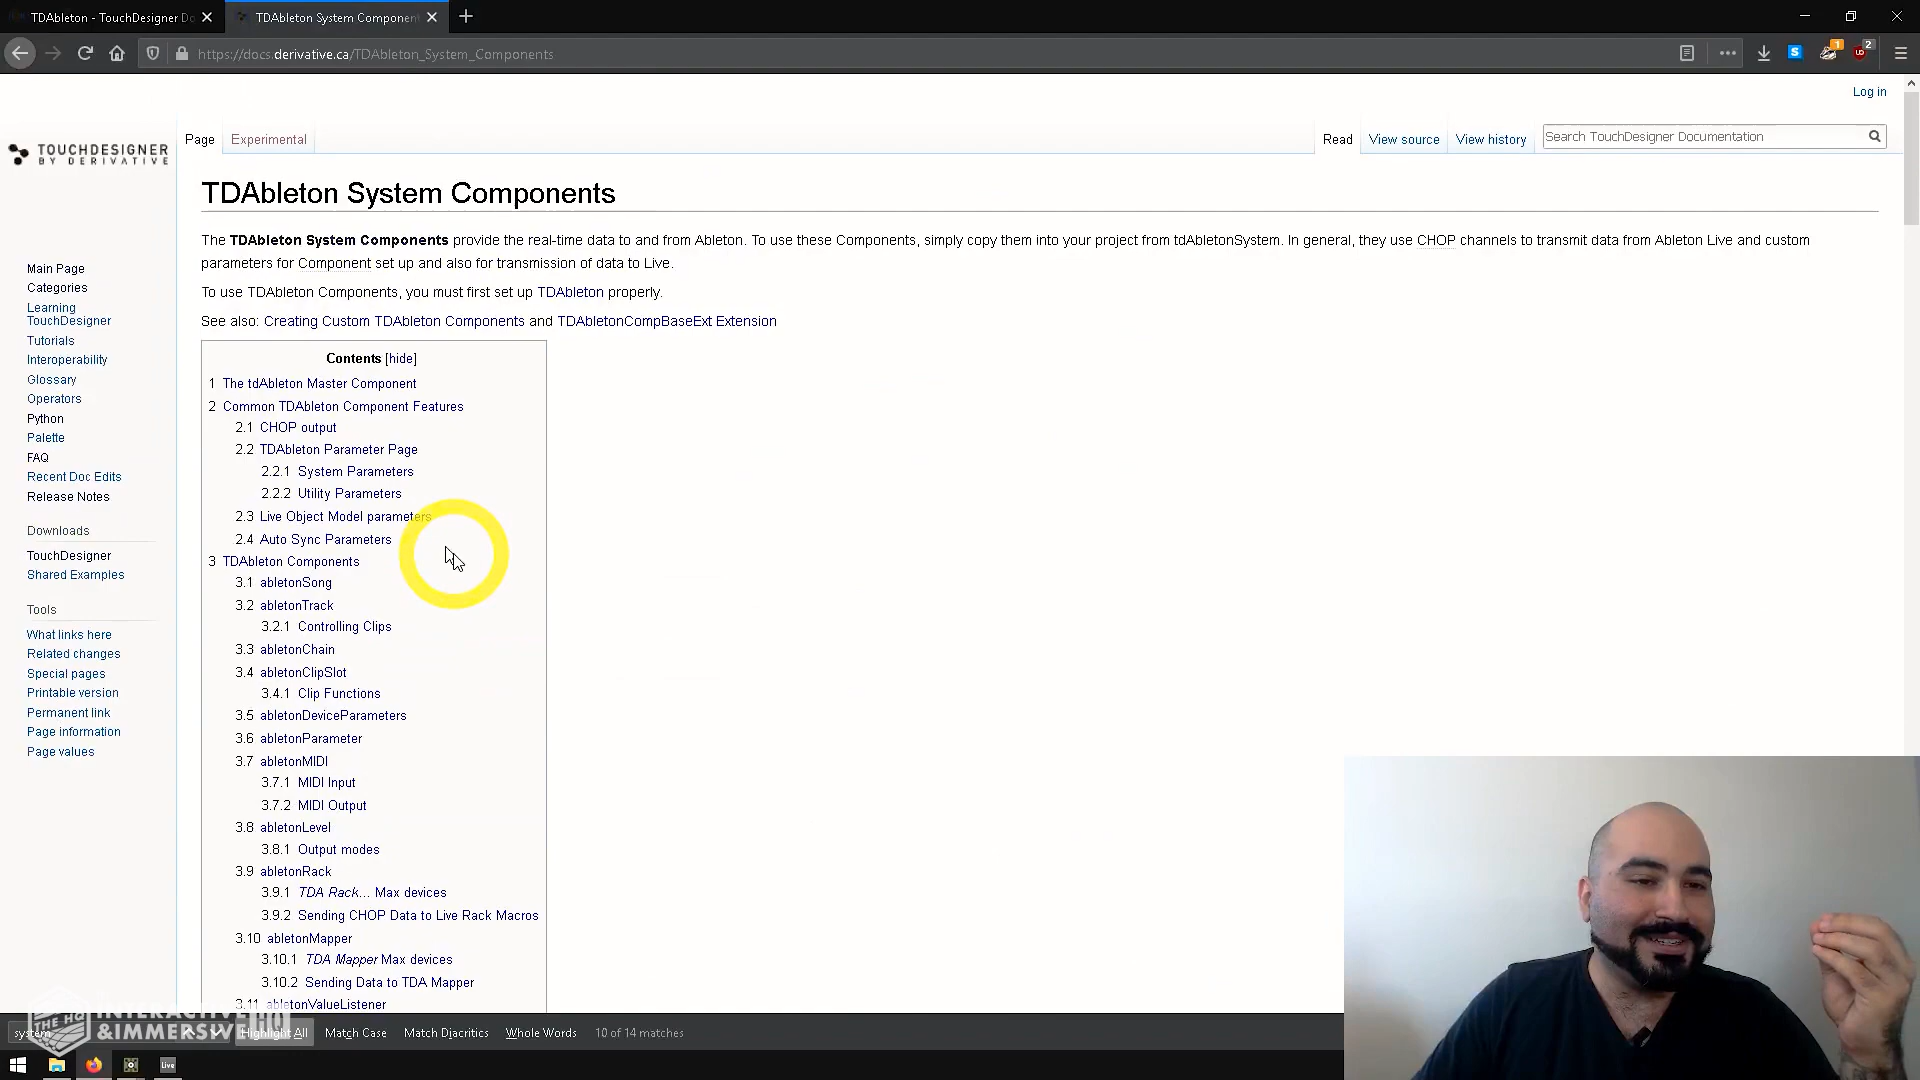 TDAbleton - TouchDesigner Do
TDAbleton System Component
https://docs.derivative.ca/TDAbleton_System_Components
S
1
2
Log in
TOUCHDESIGNER
BY DERIVATIVE
Page
Experimental
Read
View source
View history
Search TouchDesigner Documentation
TDAbleton System Components
The TDAbleton System Components provide the real-time data to and from Ableton. To use these Components, simply copy them into your project from tdAbletonSystem. In general, they use CHOP channels to transmit data from Ableton Live and custom
parameters for Component set up and also for transmission of data to Live.
To use TDAbleton Components, you must first set up TDAbleton properly.
See also: Creating Custom TDAbleton Components and TDAbletonCompBaseExt Extension
Main Page
Categories
Learning
TouchDesigner
Tutorials
Interoperability
Glossary
Operators
Python
Palette
FAQ
Recent Doc Edits
Release Notes
Downloads
TouchDesigner
Shared Examples
Tools
What links here
Related changes
Special pages
Printable version
Permanent link
Page information
Page values
Contents [hide]
1 The tdAbleton Master Component
2 Common TDAbleton Component Features
2.1 CHOP output
2.2 TDAbleton Parameter Page
2.2.1 System Parameters
2.2.2 Utility Parameters
2.3 Live Object Model parameters
2.4 Auto Sync Parameters
3 TDAbleton Components
3.1 abletonSong
3.2 abletonTrack
3.2.1 Controlling Clips
3.3 abletonChain
3.4 abletonClipSlot
3.4.1 Clip Functions
3.5 abletonDeviceParameters
3.6 abletonParameter
3.7 abletonMIDI
3.7.1 MIDI Input
3.7.2 MIDI Output
3.8 abletonLevel
3.8.1 Output modes
3.9 abletonRack
3.9.1 TDA Rack... Max devices
3.9.2 Sending CHOP Data to Live Rack Macros
3.10 abletonMapper
3.10.1 TDA Mapper Max devices
3.10.2 Sending Data to TDA Mapper
3.11 abletonValueListener
THE HQ
INTERACTIVE
&IMMERSIVE HQ
system
Highlight All
Match Case
Match Diacritics
Whole Words
10 of 14 matches
Live